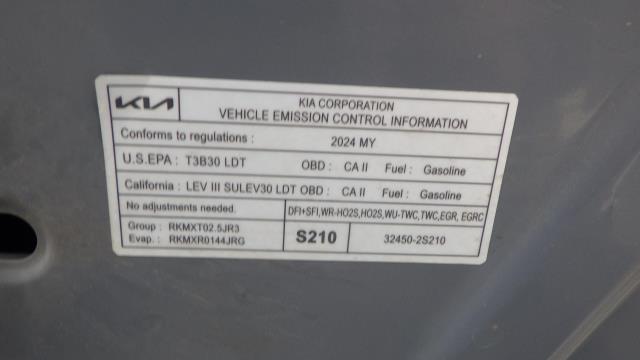 KIA
KIA CORPORATION
VEHICLE EMISSION CONTROL INFORMATION
Conforms to regulations : 2024 MY
U.S.EPA : T3B30 LDT OBD : CA II Fuel : Gasoline
California : LEV III SULEV30 LDT OBD : CA II Fuel : Gasoline
No adjustments needed. DFI+SFI,WR-HO2S,HO2S,WU-TWC,TWC,EGR, EGRC
Group : RKMXT02.5JR3
Evap. : RKMXR0144JRG
S210 32450-2S210